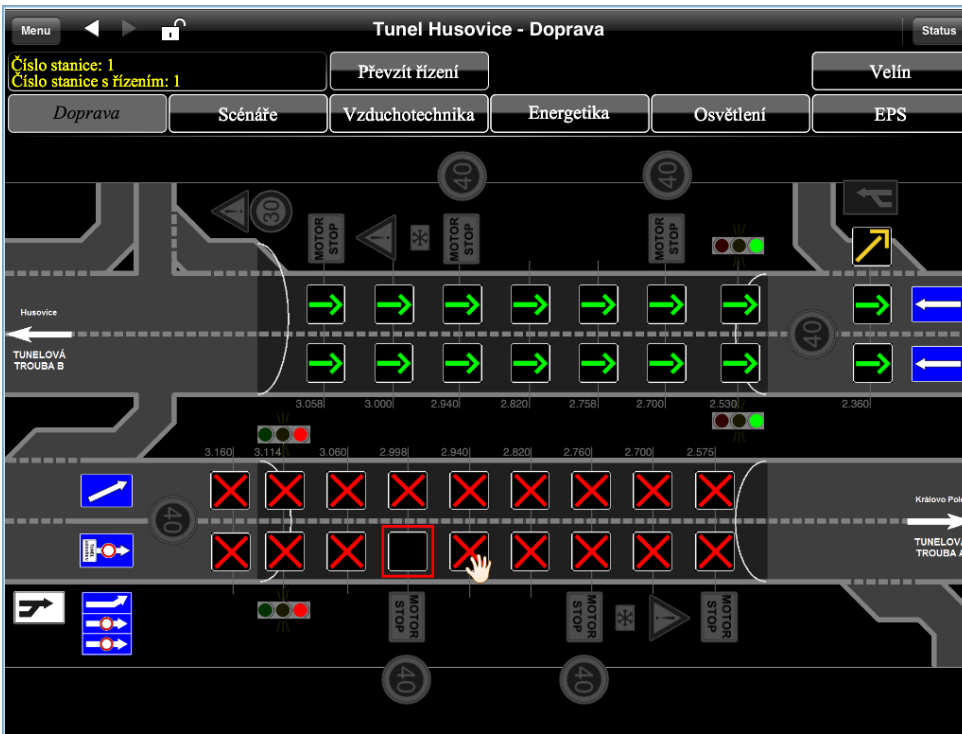 Menu
Tunel Husovice - Doprava
Status
Číslo stanice: 1
Číslo stanice s řízením: 1
Převzít řízení
Velín
Doprava
Scénáře
Vzduchotechnika
Energetika
Osvětlení
EPS
40
40
30
MOTOR
STOP
MOTOR
STOP
MOTOR
STOP
Husovice
40
TUNELOVÁ
TROUBA B
3.058
3.000
2.940
2.820
2.758
2.700
2.530
2.360
3.160
3.114
3.060
2.998
2.940
2.820
2.760
2.700
2.575
40
Královo Pole
TUNEL
TUNELOVÁ
TROUBA A
MOTOR
STOP
MOTOR
STOP
MOTOR
STOP
40
40